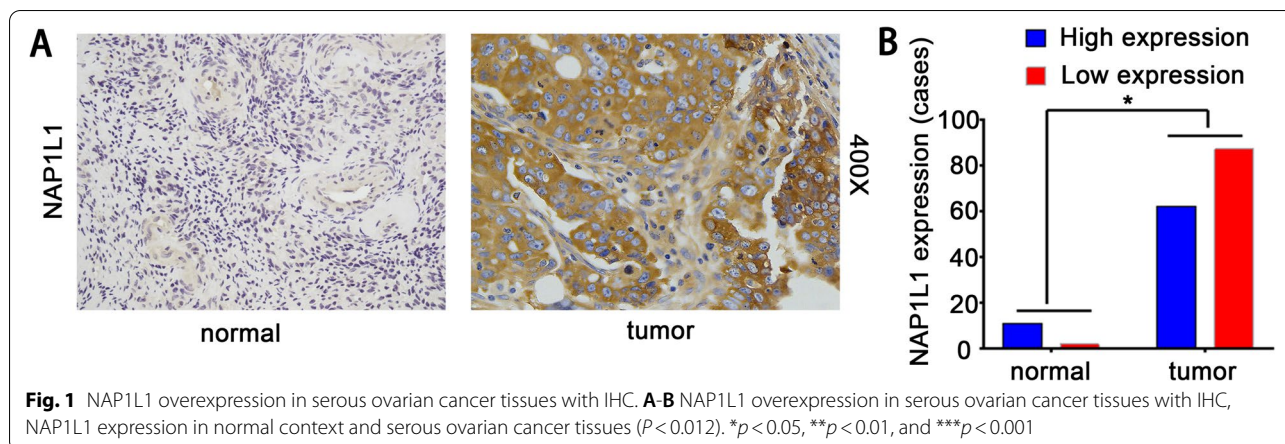 A
NAP1L1
normal
tumor
400X
B
High expression
Low expression
*
NAP1L1 expression (cases)
100
80
60
40
20
0
normal
tumor
Fig. 1 NAP1L1 overexpression in serous ovarian cancer tissues with IHC. A-B NAP1L1 overexpression in serous ovarian cancer tissues with IHC,
NAP1L1 expression in normal context and serous ovarian cancer tissues (P < 0.012). *p < 0.05, **p < 0.01, and ***p < 0.001